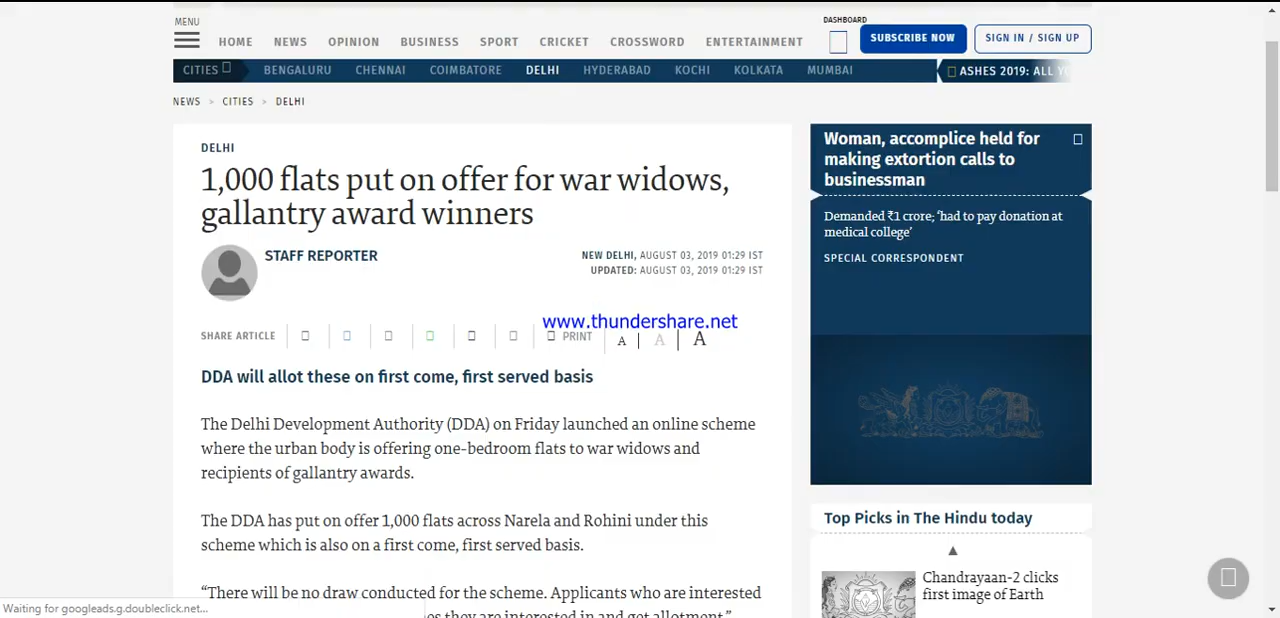 MENU
DASHBOARD
HOME NEWS OPINION BUSINESS SPORT CRICKET CROSSWORD ENTERTAINMENT
SUBSCRIBE NOW
SIGN IN / SIGN UP
CITIES BENGALURU CHENNAI COIMBATORE DELHI HYDERABAD KOCHI KOLKATA MUMBAI
ASHES 2019: ALL
NEWS > CITIES > DELHI
DELHI
1,000 flats put on offer for war widows,
gallantry award winners
STAFF REPORTER
NEW DELHI, AUGUST 03, 2019 01:29 IST
UPDATED: AUGUST 03, 2019 01:29 IST
www.thundershare.net
SHARE ARTICLE
PRINT
A | A | A
DDA will allot these on first come, first served basis
The Delhi Development Authority (DDA) on Friday launched an online scheme
where the urban body is offering one-bedroom flats to war widows and
recipients of gallantry awards.
The DDA has put on offer 1,000 flats across Narela and Rohini under this
scheme which is also on a first come, first served basis.
“There will be no draw conducted for the scheme. Applicants who are interested
they are interested in and get allotment.”
Waiting for googleads.g.doubleclick.net...
Woman, accomplice held for
making extortion calls to
businessman
Demanded ₹1 crore; ‘had to pay donation at
medical college’
SPECIAL CORRESPONDENT
Top Picks in The Hindu today
Chandrayaan-2 clicks
first image of Earth